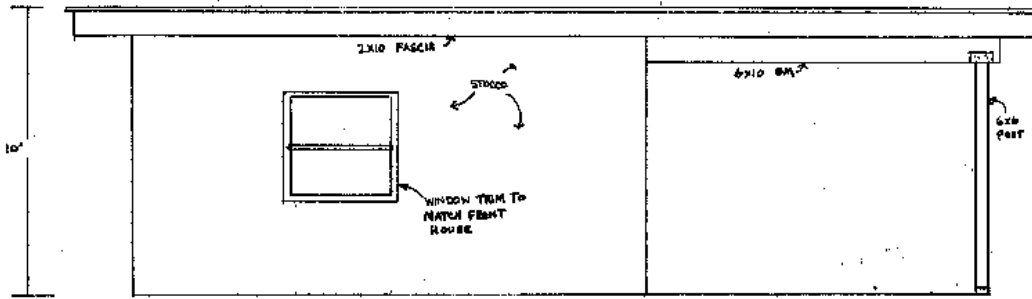 2X10 FASCIA
6X10 BM.
STUCCO
6X6
POST
10'
WINDOW TRIM TO
MATCH FRONT
HOUSE